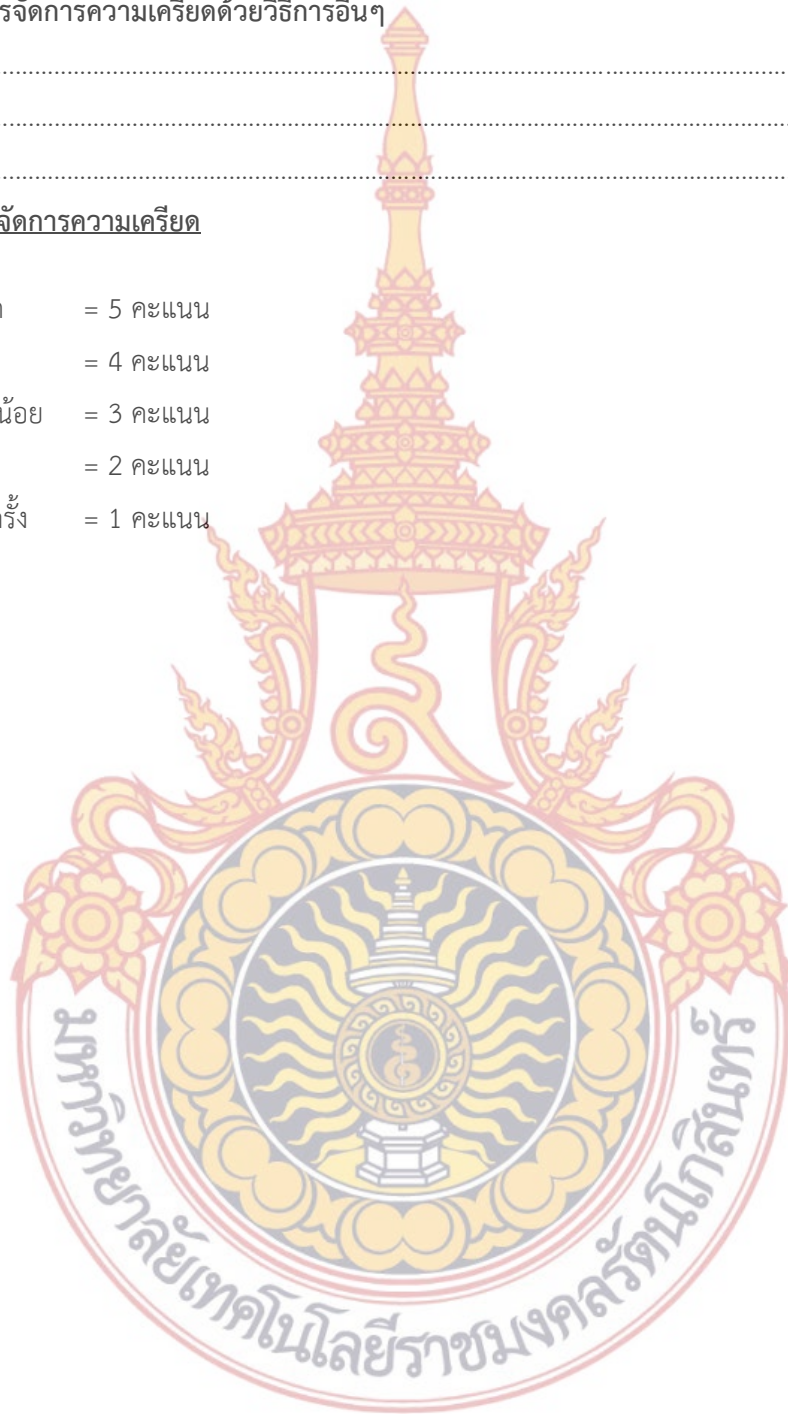 รจัดการความเครียดด้วยวิธีการอื่นๆ
................................................................................
................................................................................
................................................................................
จัดการความเครียด
= 5 คะแนน
= 4 คะแนน
น้อย = 3 คะแนน
= 2 คะแนน
รั้ง = 1 คะแนน
มหาวิทยาลัยเทคโนโลยีราชมงคลรัตนโกสินทร์